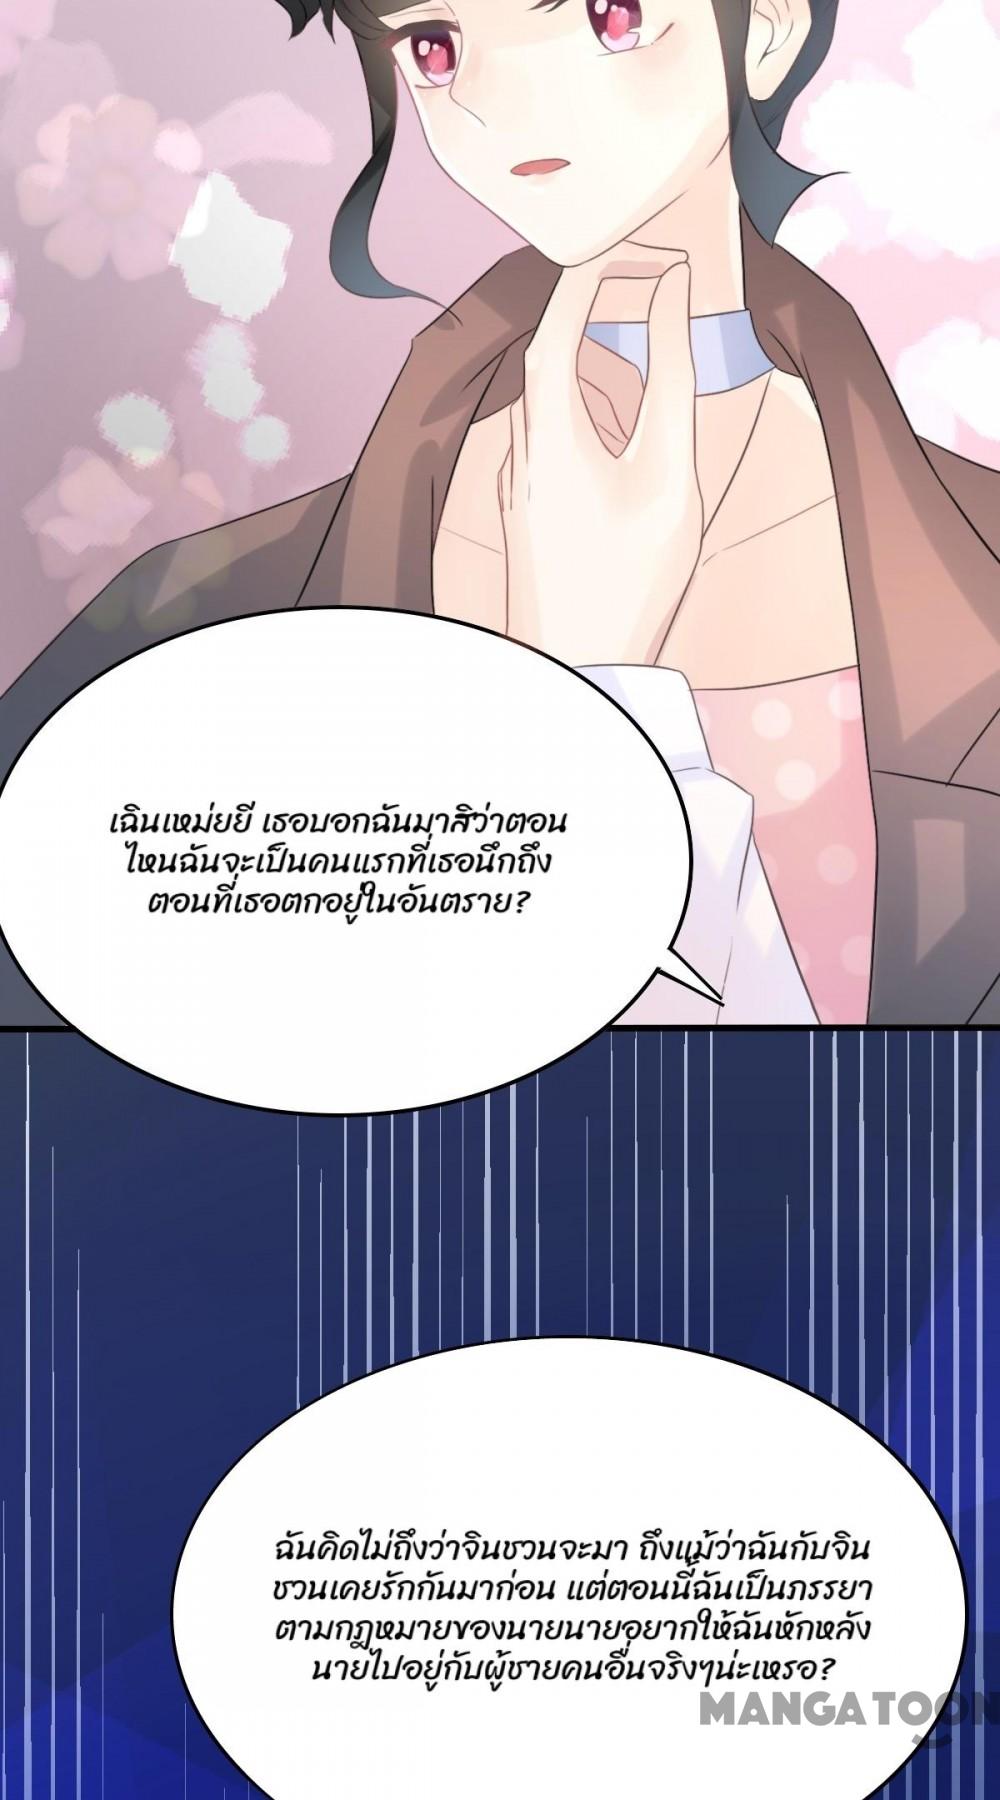 เฉินเหม่ยยี เธอบอกฉันมาสิว่าตอน
ไหนฉันจะเป็นคนแรกที่เธอนึกถึง
ตอนที่เธอตกอยู่ในอันตราย?
ฉันคิดไม่ถึงว่าจินชวนจะมา ถึงแม้ว่าฉันกับจิน
ชวนเคยรักกันมาก่อน แต่ตอนนี้ฉันเป็นภรรยา
ตามกฎหมายของนายนายอยากให้ฉันหักหลัง
นายไปอยู่กับผู้ชายคนอื่นจริงๆน่ะเหรอ?
MANGATOON